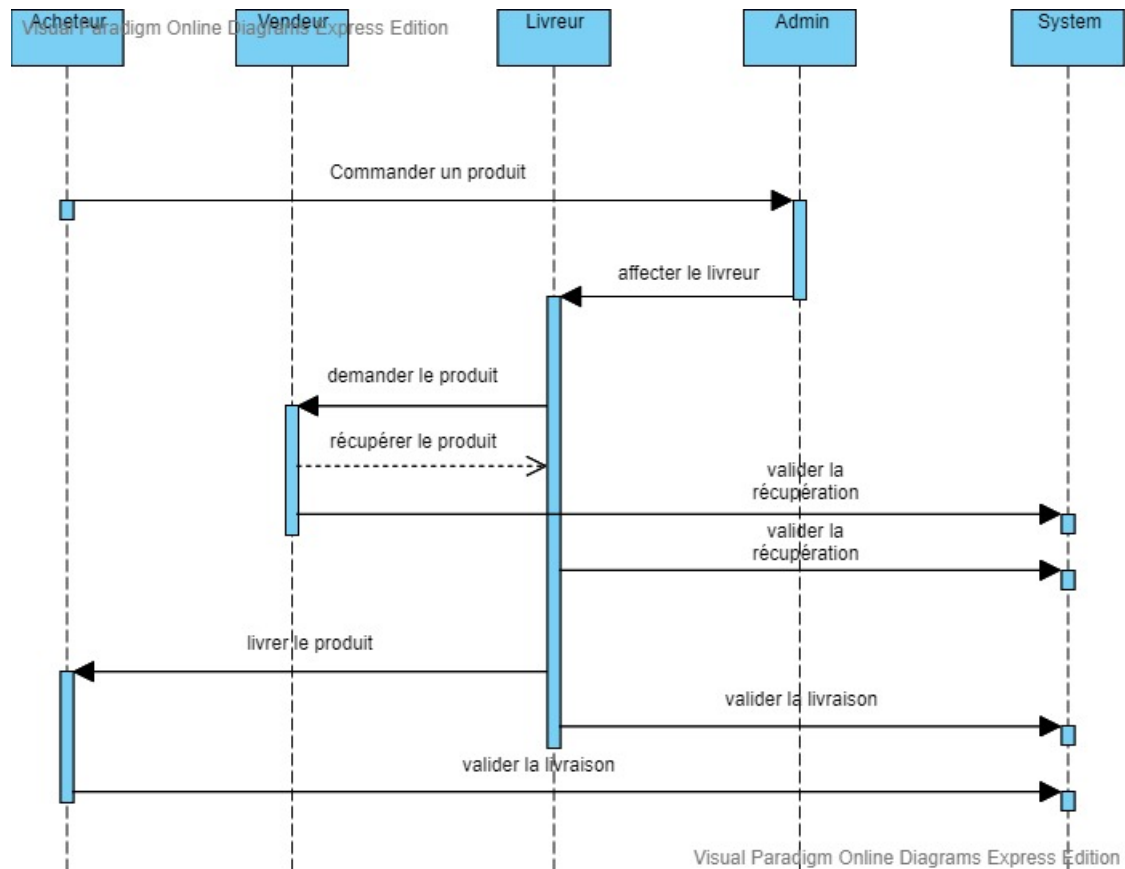 Acheteur
Vendeur
Livreur
Admin
System
Visual Paradigm Online Diagrams Express Edition
Commander un produit
affecter le livreur
demander le produit
récupérer le produit
valider la
récupération
valider la
récupération
livrer le produit
valider la livraison
valider la livraison
Visual Paradigm Online Diagrams Express Edition